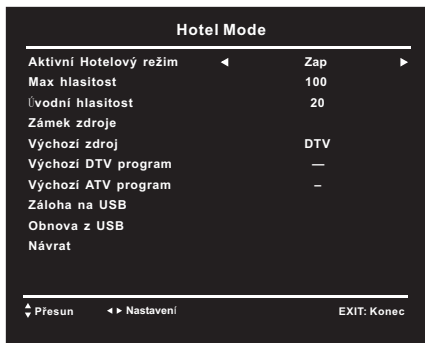 Hotel Mode
Aktivní Hotelový režim ◄ Zap ►
Max hlasitost 100
Úvodní hlasitost 20
Zámek zdroje
Výchozí zdroj DTV
Výchozí DTV program —
Výchozí ATV program –
Záloha na USB
Obnova z USB
Návrat
Přesun ◄► Nastavení EXIT: Konec